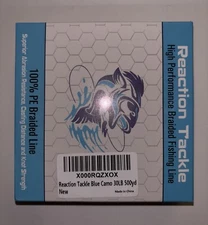 Reaction Tackle
High Performance Braided Fishing Line
100% PE Braided Line
Superior Abrasion Resistance, Casting Distance and Knot Strength
X000RQZXOX
Reaction Tackle Blue Camo 30LB 500yd
New
Made in China